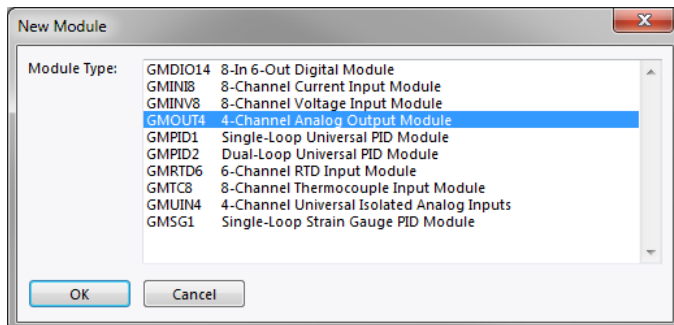 New Module
Module Type:
GMDIO14 8-In 6-Out Digital Module
GMINI8 8-Channel Current Input Module
GMINV8 8-Channel Voltage Input Module
GMOUT4 4-Channel Analog Output Module
GMPID1 Single-Loop Universal PID Module
GMPID2 Dual-Loop Universal PID Module
GMRTD6 6-Channel RTD Input Module
GMTC8 8-Channel Thermocouple Input Module
GMUIN4 4-Channel Universal Isolated Analog Inputs
GMSG1 Single-Loop Strain Gauge PID Module
OK Cancel